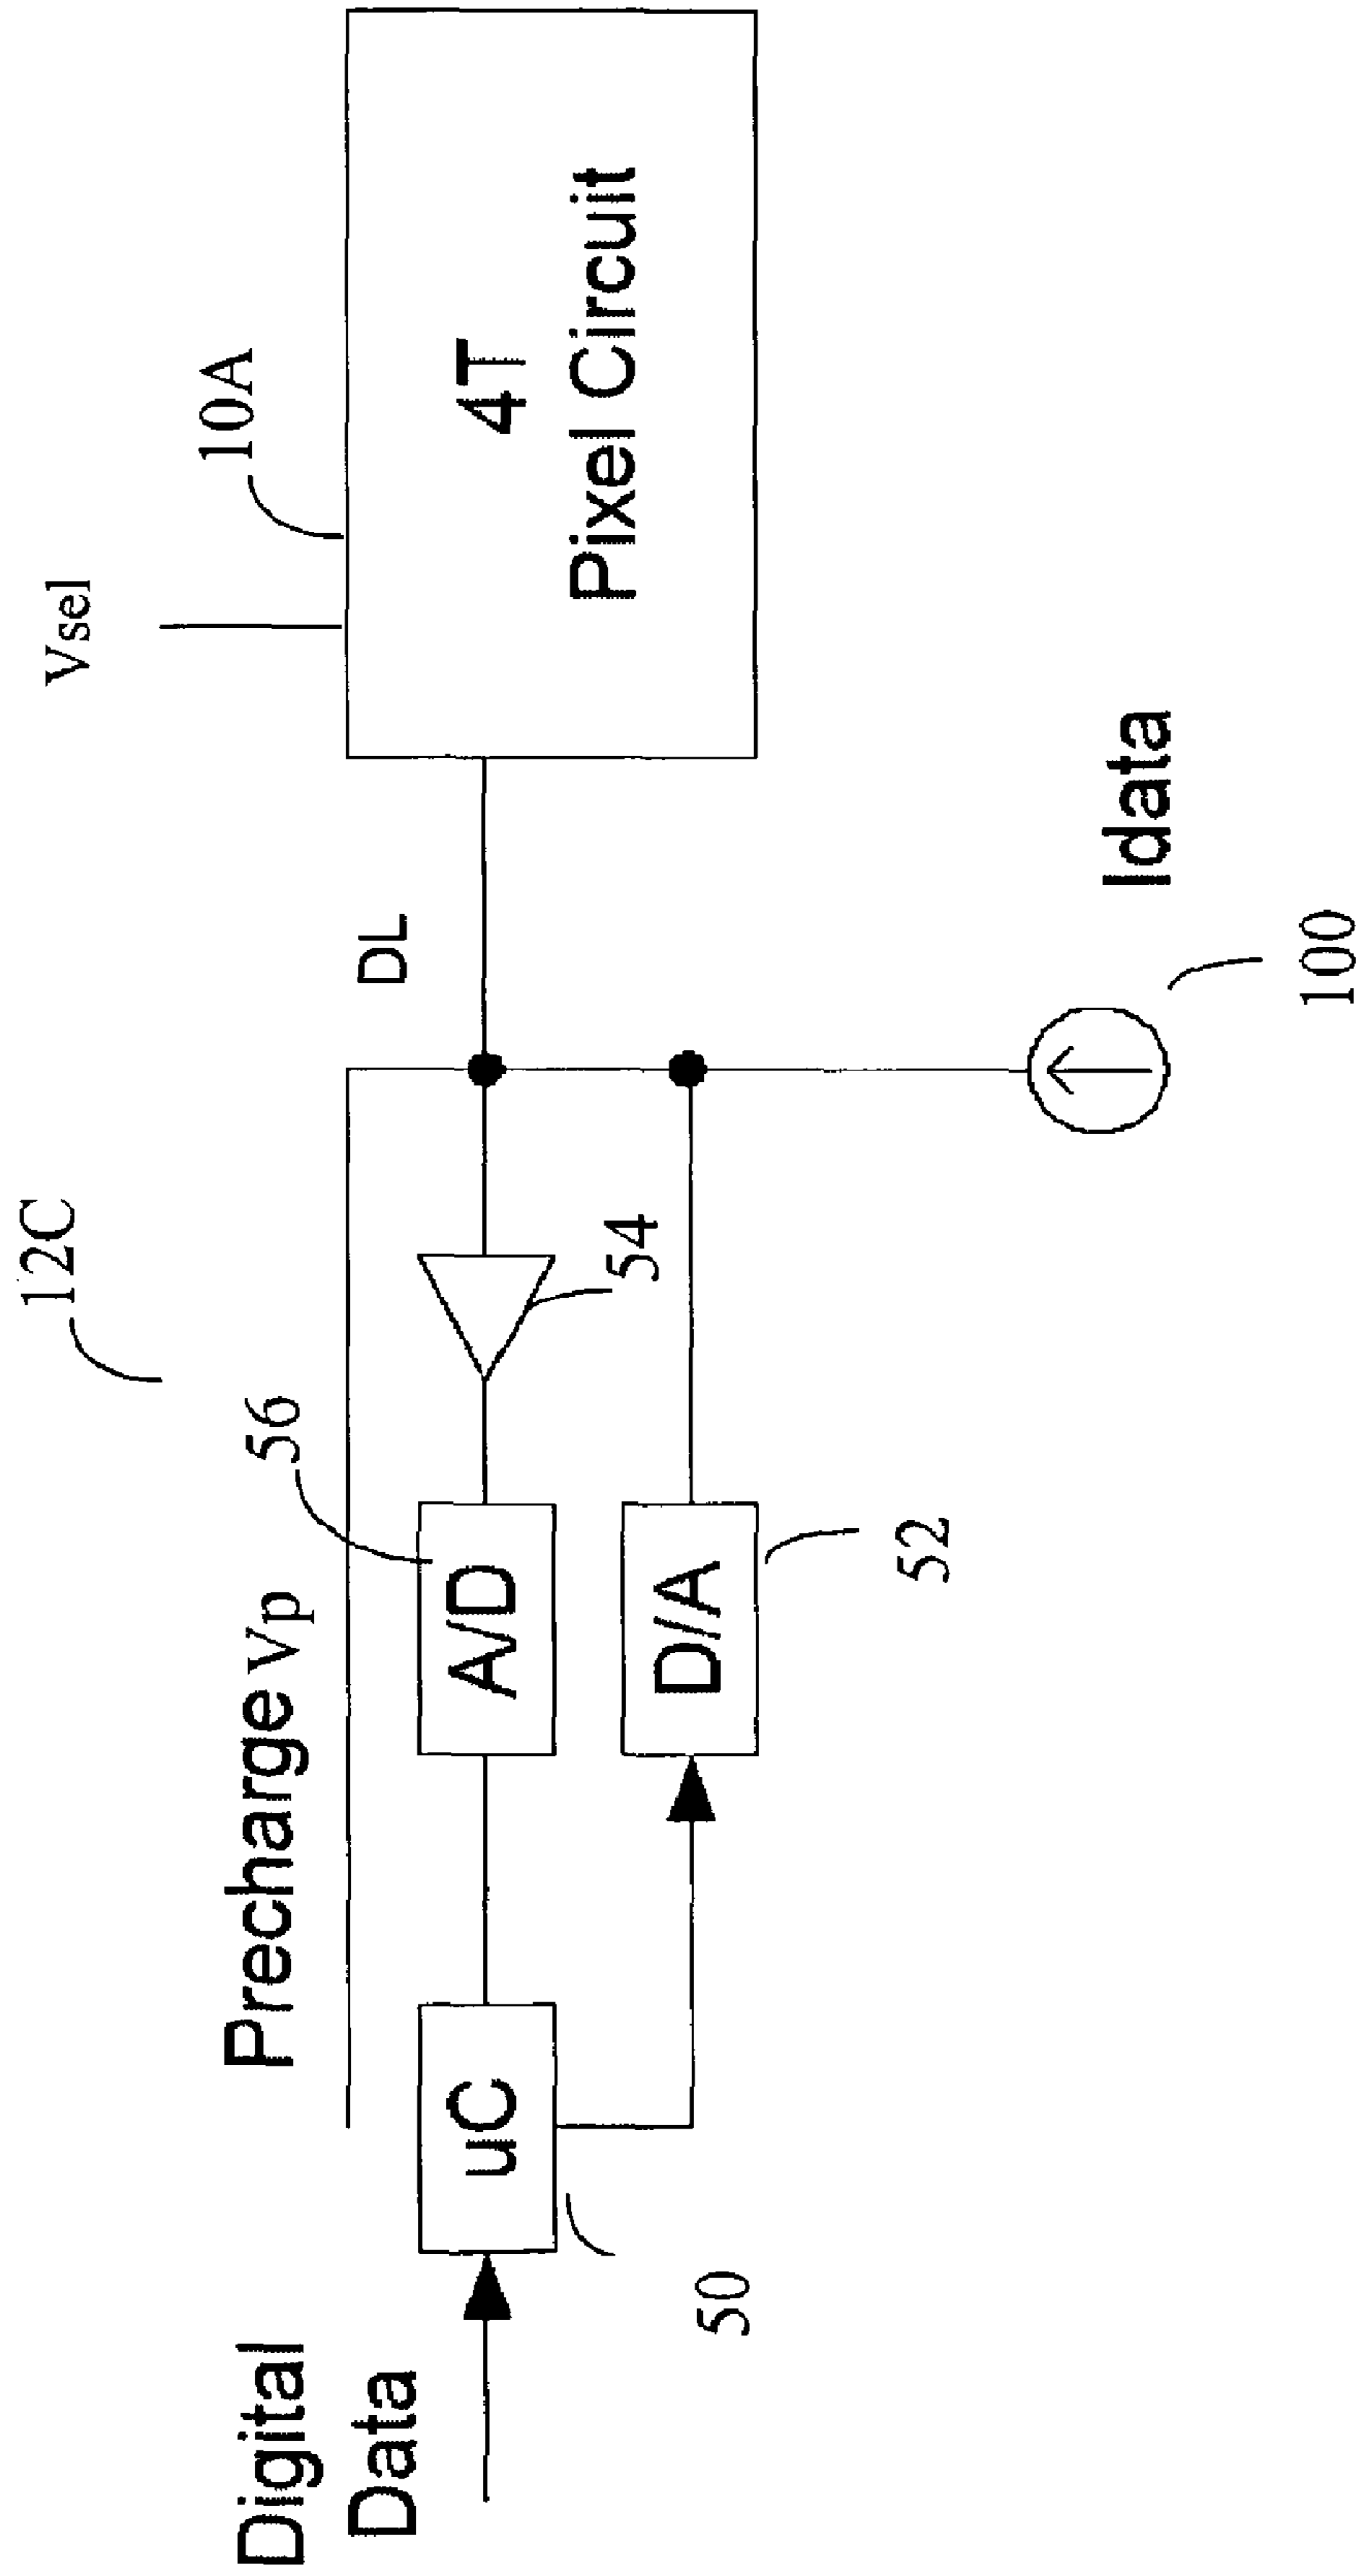 12C
Vsel
10A
Precharge Vp
56
Digital
Data
DL
4T
Pixel Circuit
uC
A/D
54
D/A
50
52
Idata
100